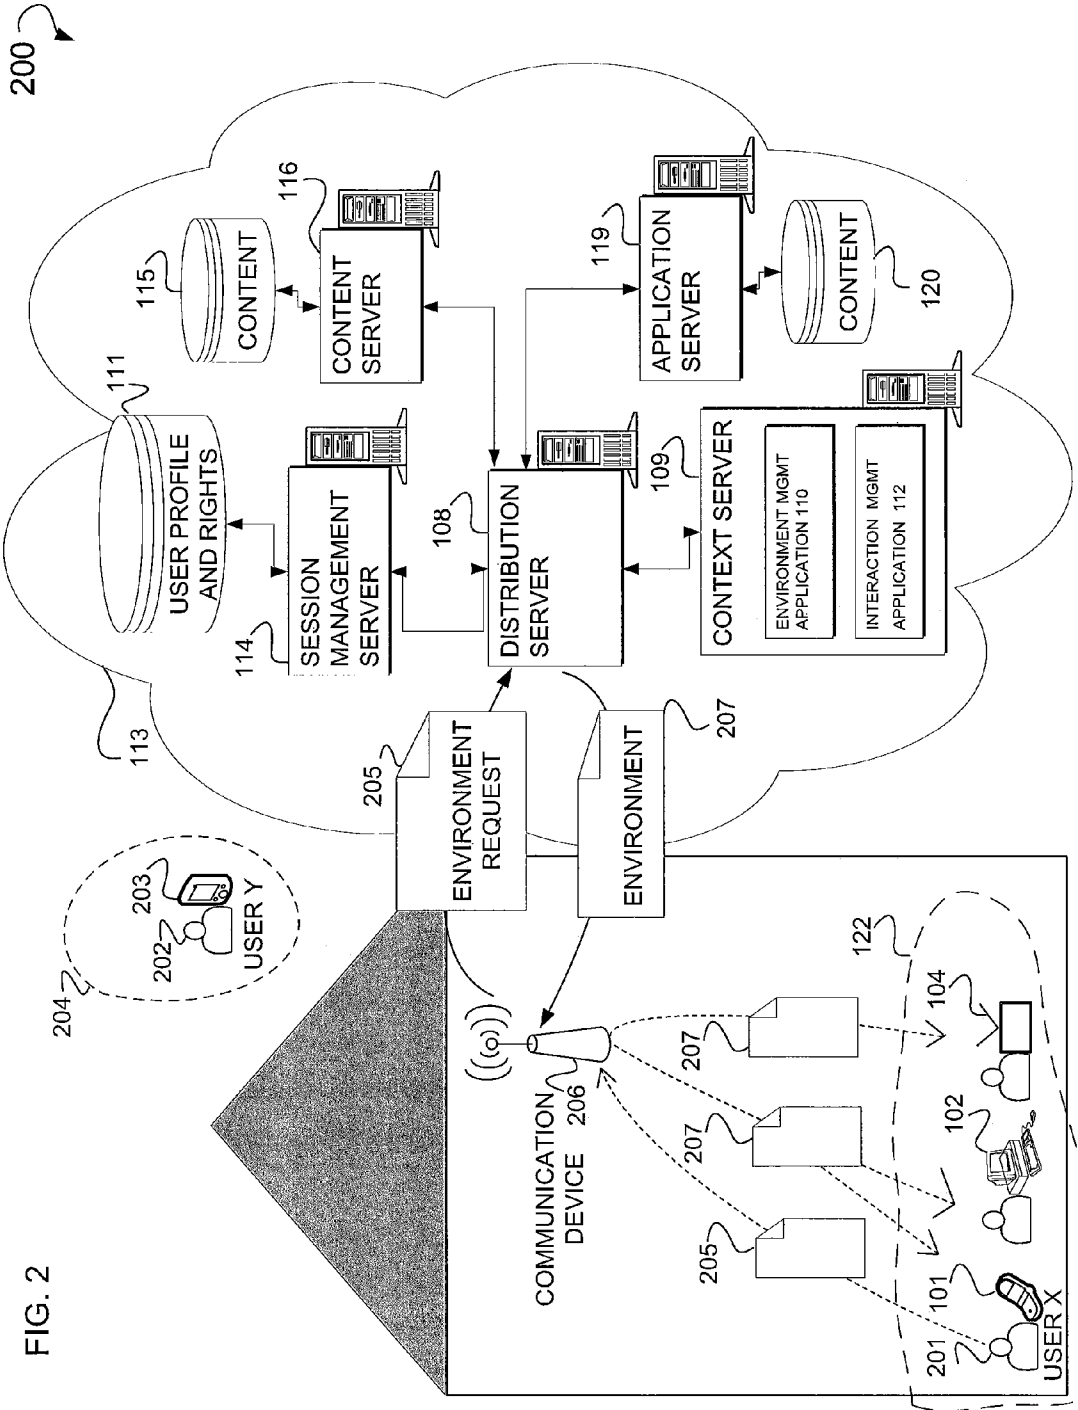 FIG. 2
200
113
111
USER PROFILE
AND RIGHTS
115
CONTENT
116
CONTENT
SERVER
114
SESSION
MANAGEMENT
SERVER
108
DISTRIBUTION
SERVER
119
APPLICATION
SERVER
CONTENT
120
109
CONTEXT SERVER
ENVIRONMENT MGMT
APPLICATION 110
INTERACTION MGMT
APPLICATION 112
205
ENVIRONMENT
REQUEST
ENVIRONMENT
207
204
202
203
USER Y
COMMUNICATION
DEVICE 206
205
207
207
122
201
101
USER X
102
104